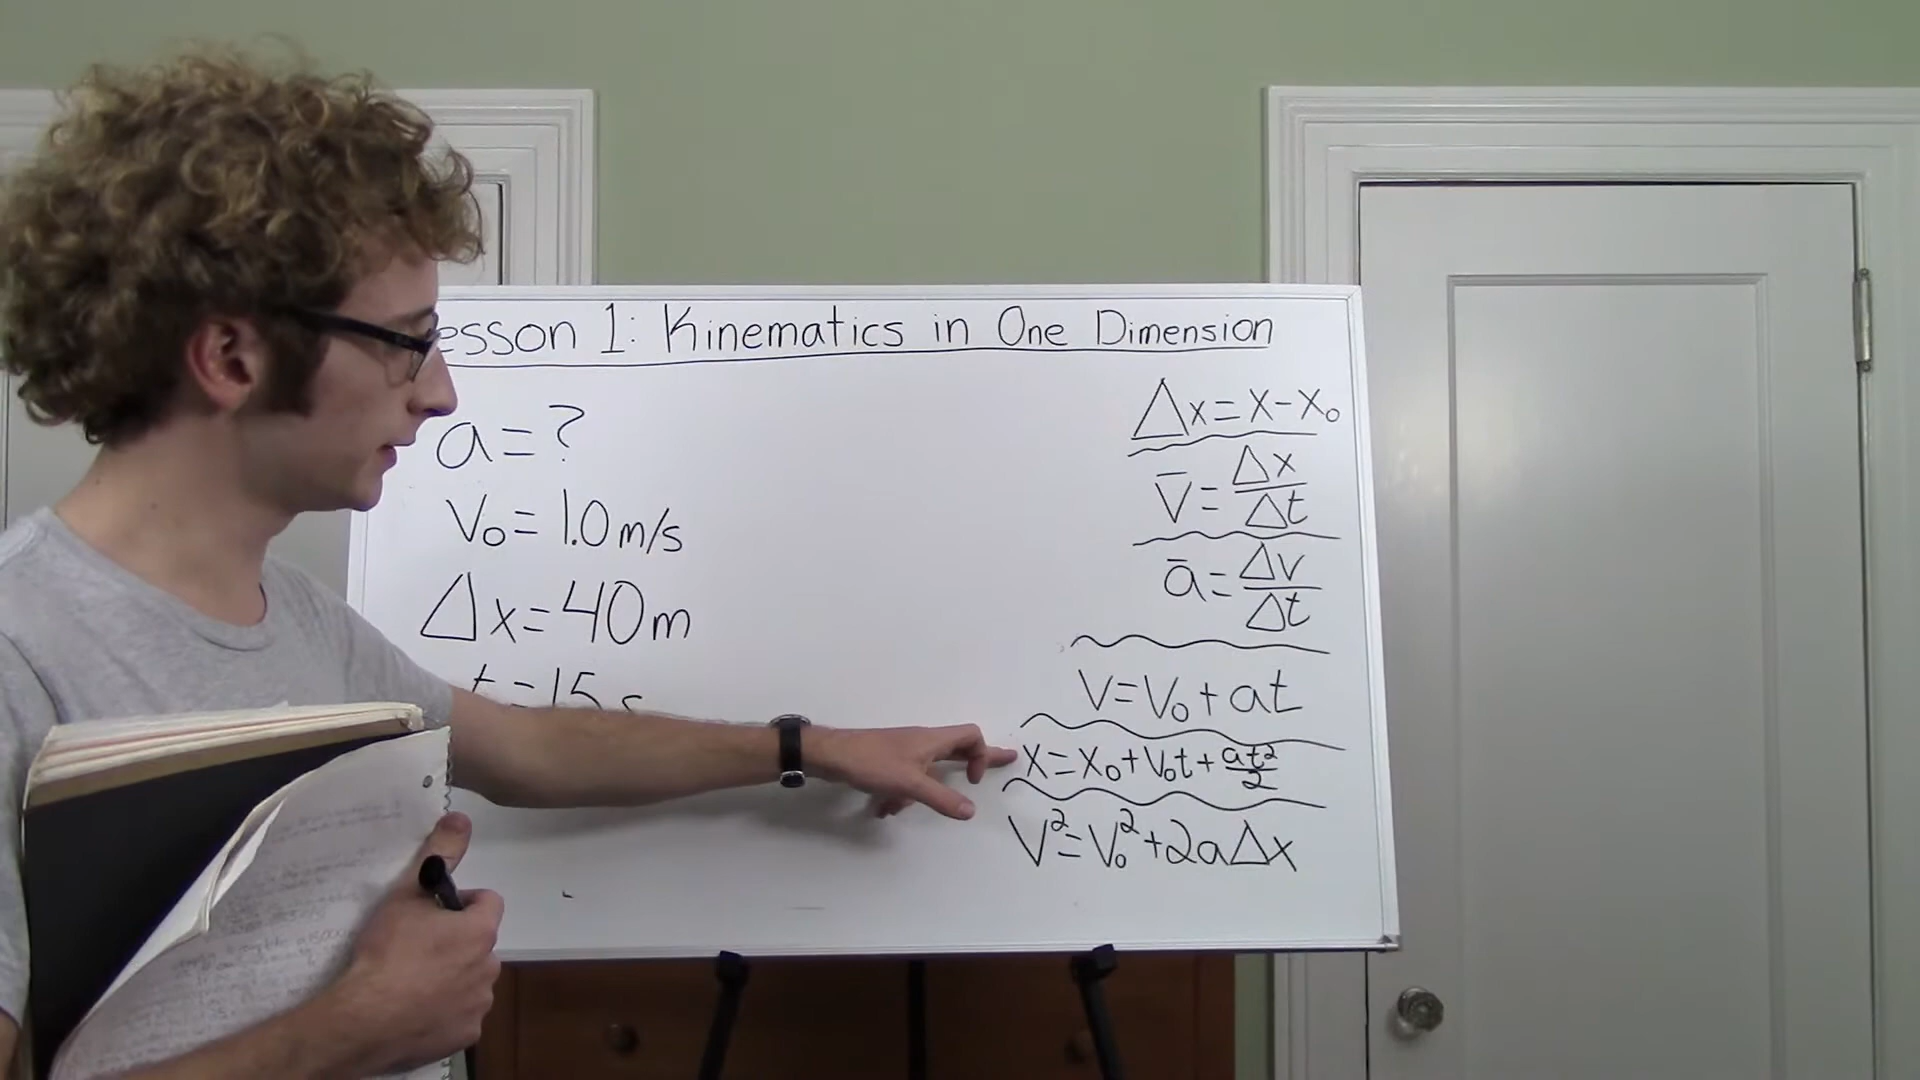 esson 1: Kinematics in One Dimension
a = ?
V₀ = 1.0 m/s
Δx = 40 m
t = 15 s
Δx = x - x₀
v̄ = Δx/Δt
ā = Δv/Δt
V = V₀ + at
x = x₀ + V₀t + at²/2
V² = V₀² + 2aΔx